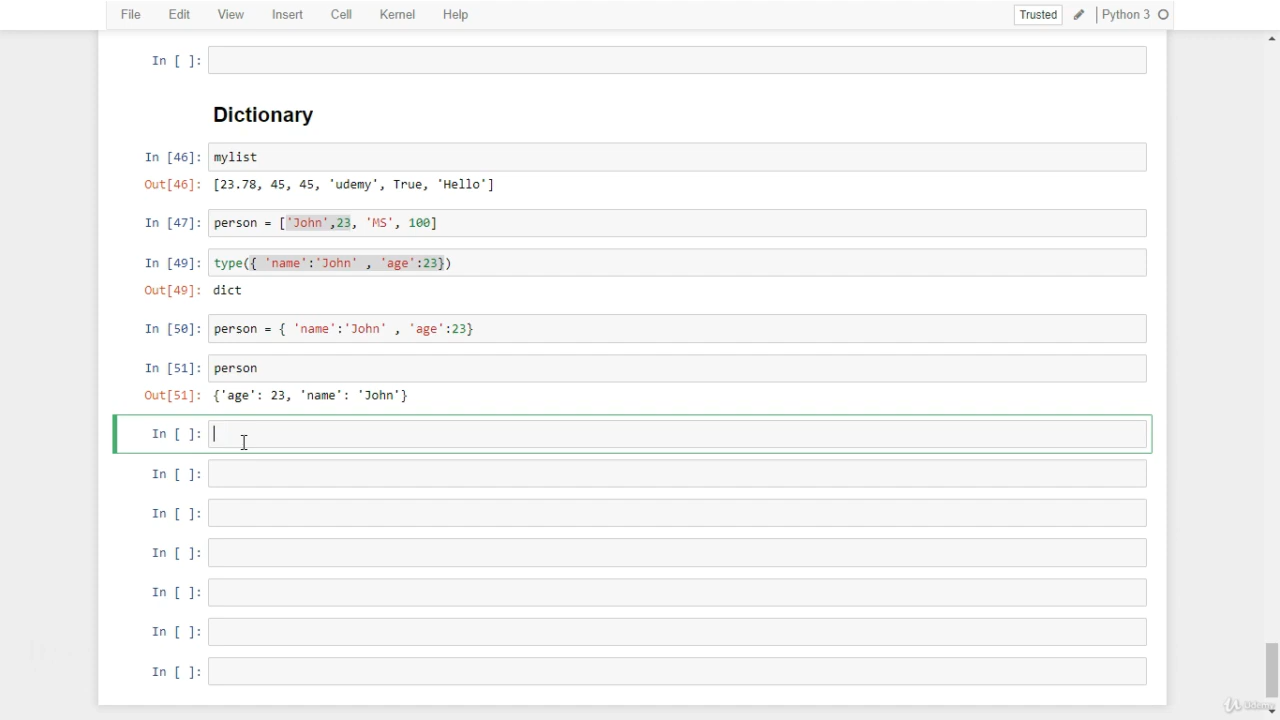 File Edit View Insert Cell Kernel Help Trusted Python 3
In [ ]:
Dictionary
In [46]: mylist
Out[46]: [23.78, 45, 45, 'udemy', True, 'Hello']
In [47]: person = ['John',23, 'MS', 100]
In [49]: type({ 'name':'John' , 'age':23})
Out[49]: dict
In [50]: person = { 'name':'John' , 'age':23}
In [51]: person
Out[51]: {'age': 23, 'name': 'John'}
In [ ]:
In [ ]:
In [ ]:
In [ ]:
In [ ]:
In [ ]:
In [ ]:
Udemy